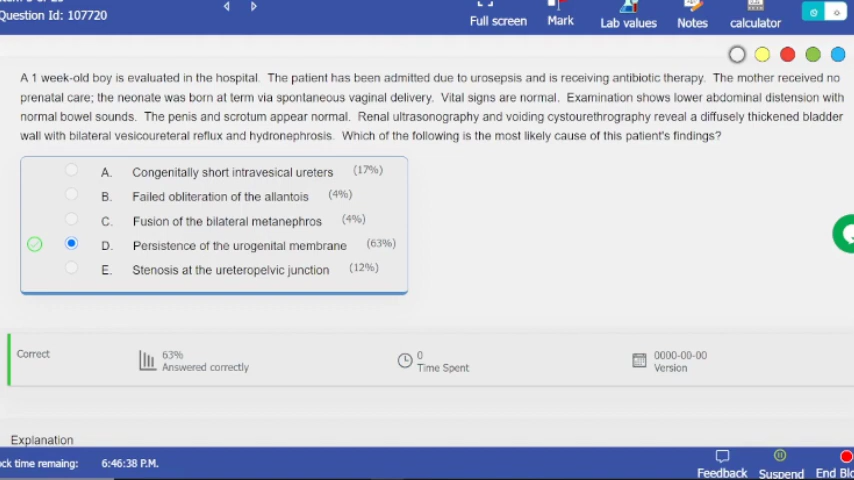 Question Id: 107720
Full screen
Mark
Lab values
Notes
calculator
A 1 week-old boy is evaluated in the hospital. The patient has been admitted due to urosepsis and is receiving antibiotic therapy. The mother received no
prenatal care; the neonate was born at term via spontaneous vaginal delivery. Vital signs are normal. Examination shows lower abdominal distension with
normal bowel sounds. The penis and scrotum appear normal. Renal ultrasonography and voiding cystourethrography reveal a diffusely thickened bladder
wall with bilateral vesicoureteral reflux and hydronephrosis. Which of the following is the most likely cause of this patient's findings?
A. Congenitally short intravesical ureters (17%)
B. Failed obliteration of the allantois (4%)
C. Fusion of the bilateral metanephros (4%)
D. Persistence of the urogenital membrane (63%)
E. Stenosis at the ureteropelvic junction (12%)
Correct
63%
Answered correctly
0
Time Spent
0000-00-00
Version
Explanation
ck time remaing: 6:46:38 P.M.
Feedback
Suspend
End Blo